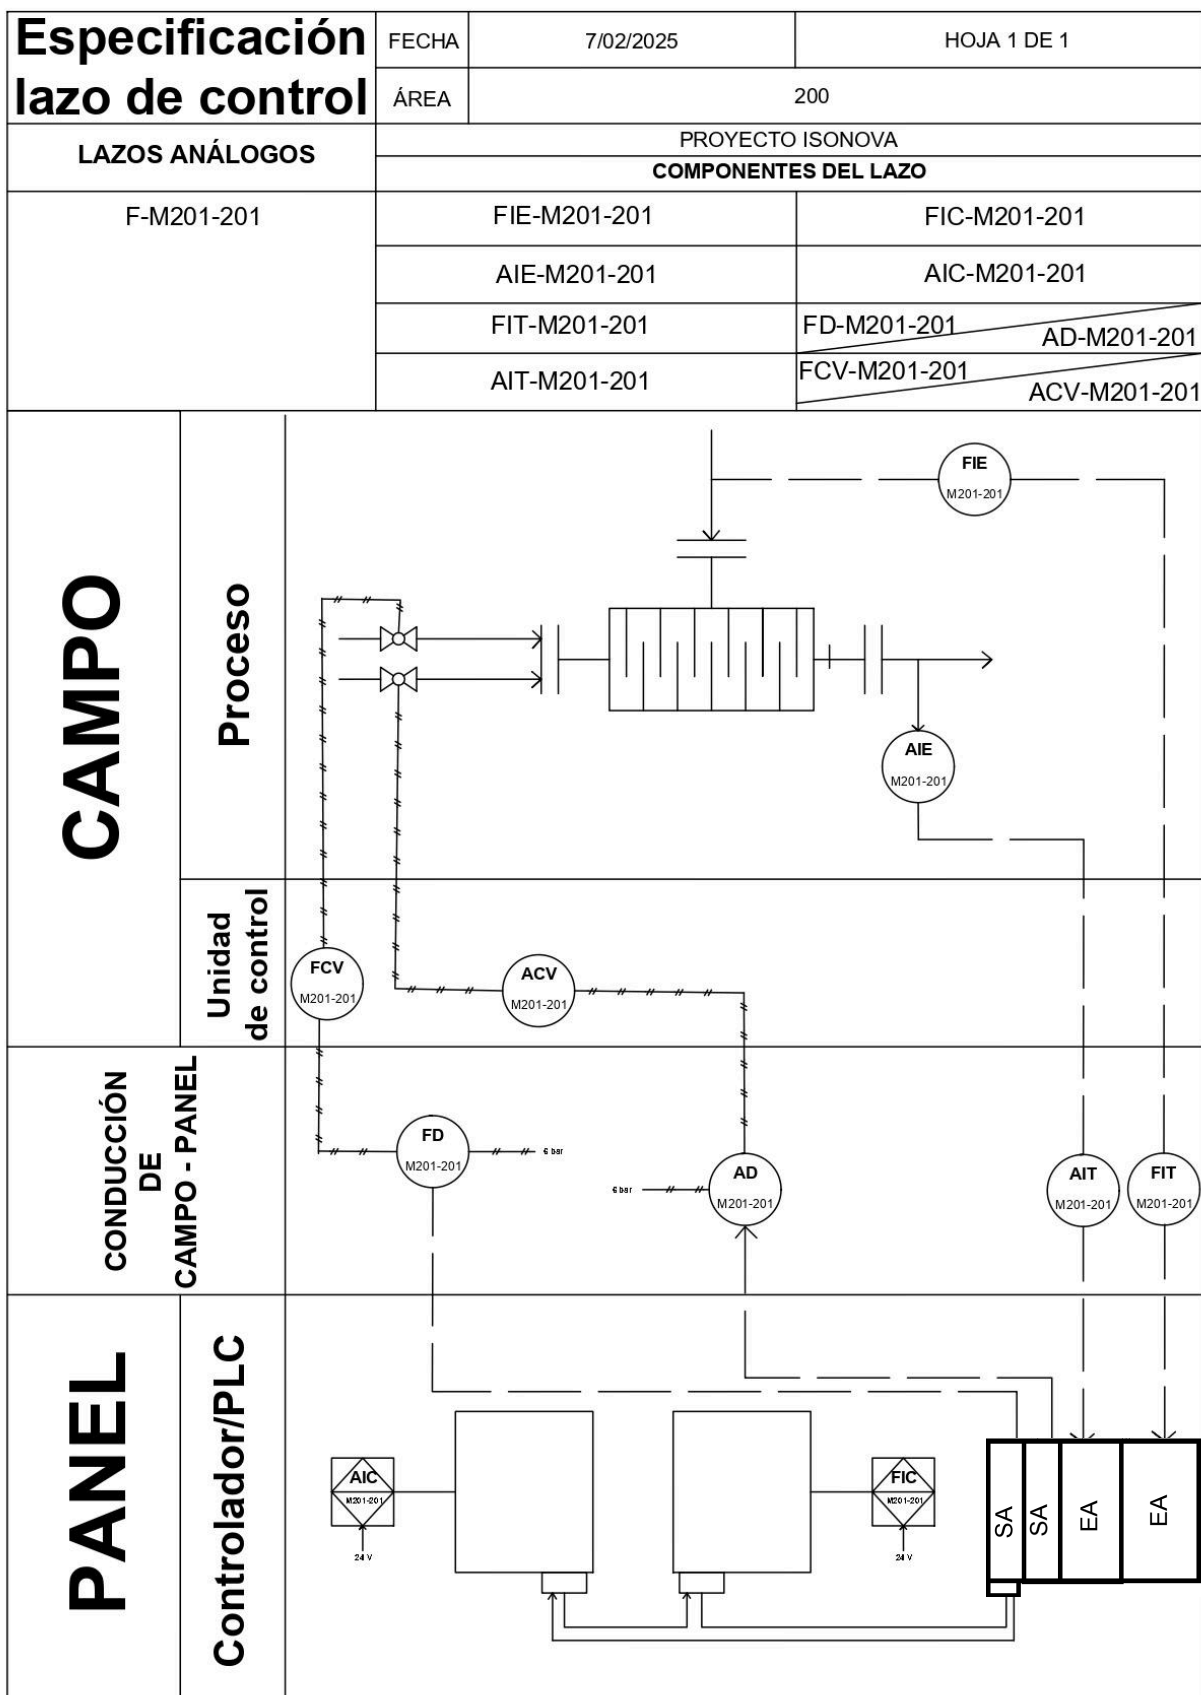 Especificación
lazo de control
FECHA
7/02/2025
HOJA 1 DE 1
ÁREA
200
LAZOS ANÁLOGOS
PROYECTO ISONOVA
COMPONENTES DEL LAZO
F-M201-201
FIE-M201-201
FIC-M201-201
AIE-M201-201
AIC-M201-201
FIT-M201-201
FD-M201-201
AD-M201-201
AIT-M201-201
FCV-M201-201
ACV-M201-201
CAMPO
Proceso
FIE
M201-201
AIE
M201-201
Unidad
de control
FCV
M201-201
ACV
M201-201
CONDUCCIÓN
DE
CAMPO - PANEL
FD
M201-201
6 bar
6 bar
AD
M201-201
AIT
M201-201
FIT
M201-201
PANEL
Controlador/PLC
AIC
M201-201
24 V
FIC
M201-201
24 V
SA
SA
EA
EA